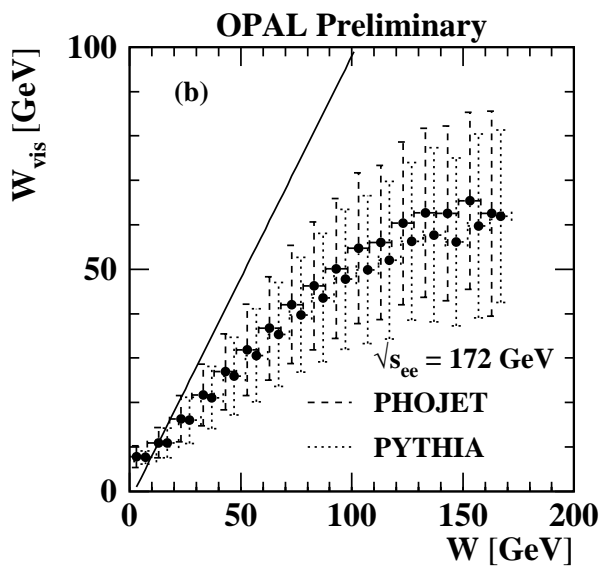 OPAL Preliminary
W_vis [GeV]
100
(b)
50
√s_ee = 172 GeV
PHOJET
PYTHIA
0
0 50 100 150 200
W [GeV]